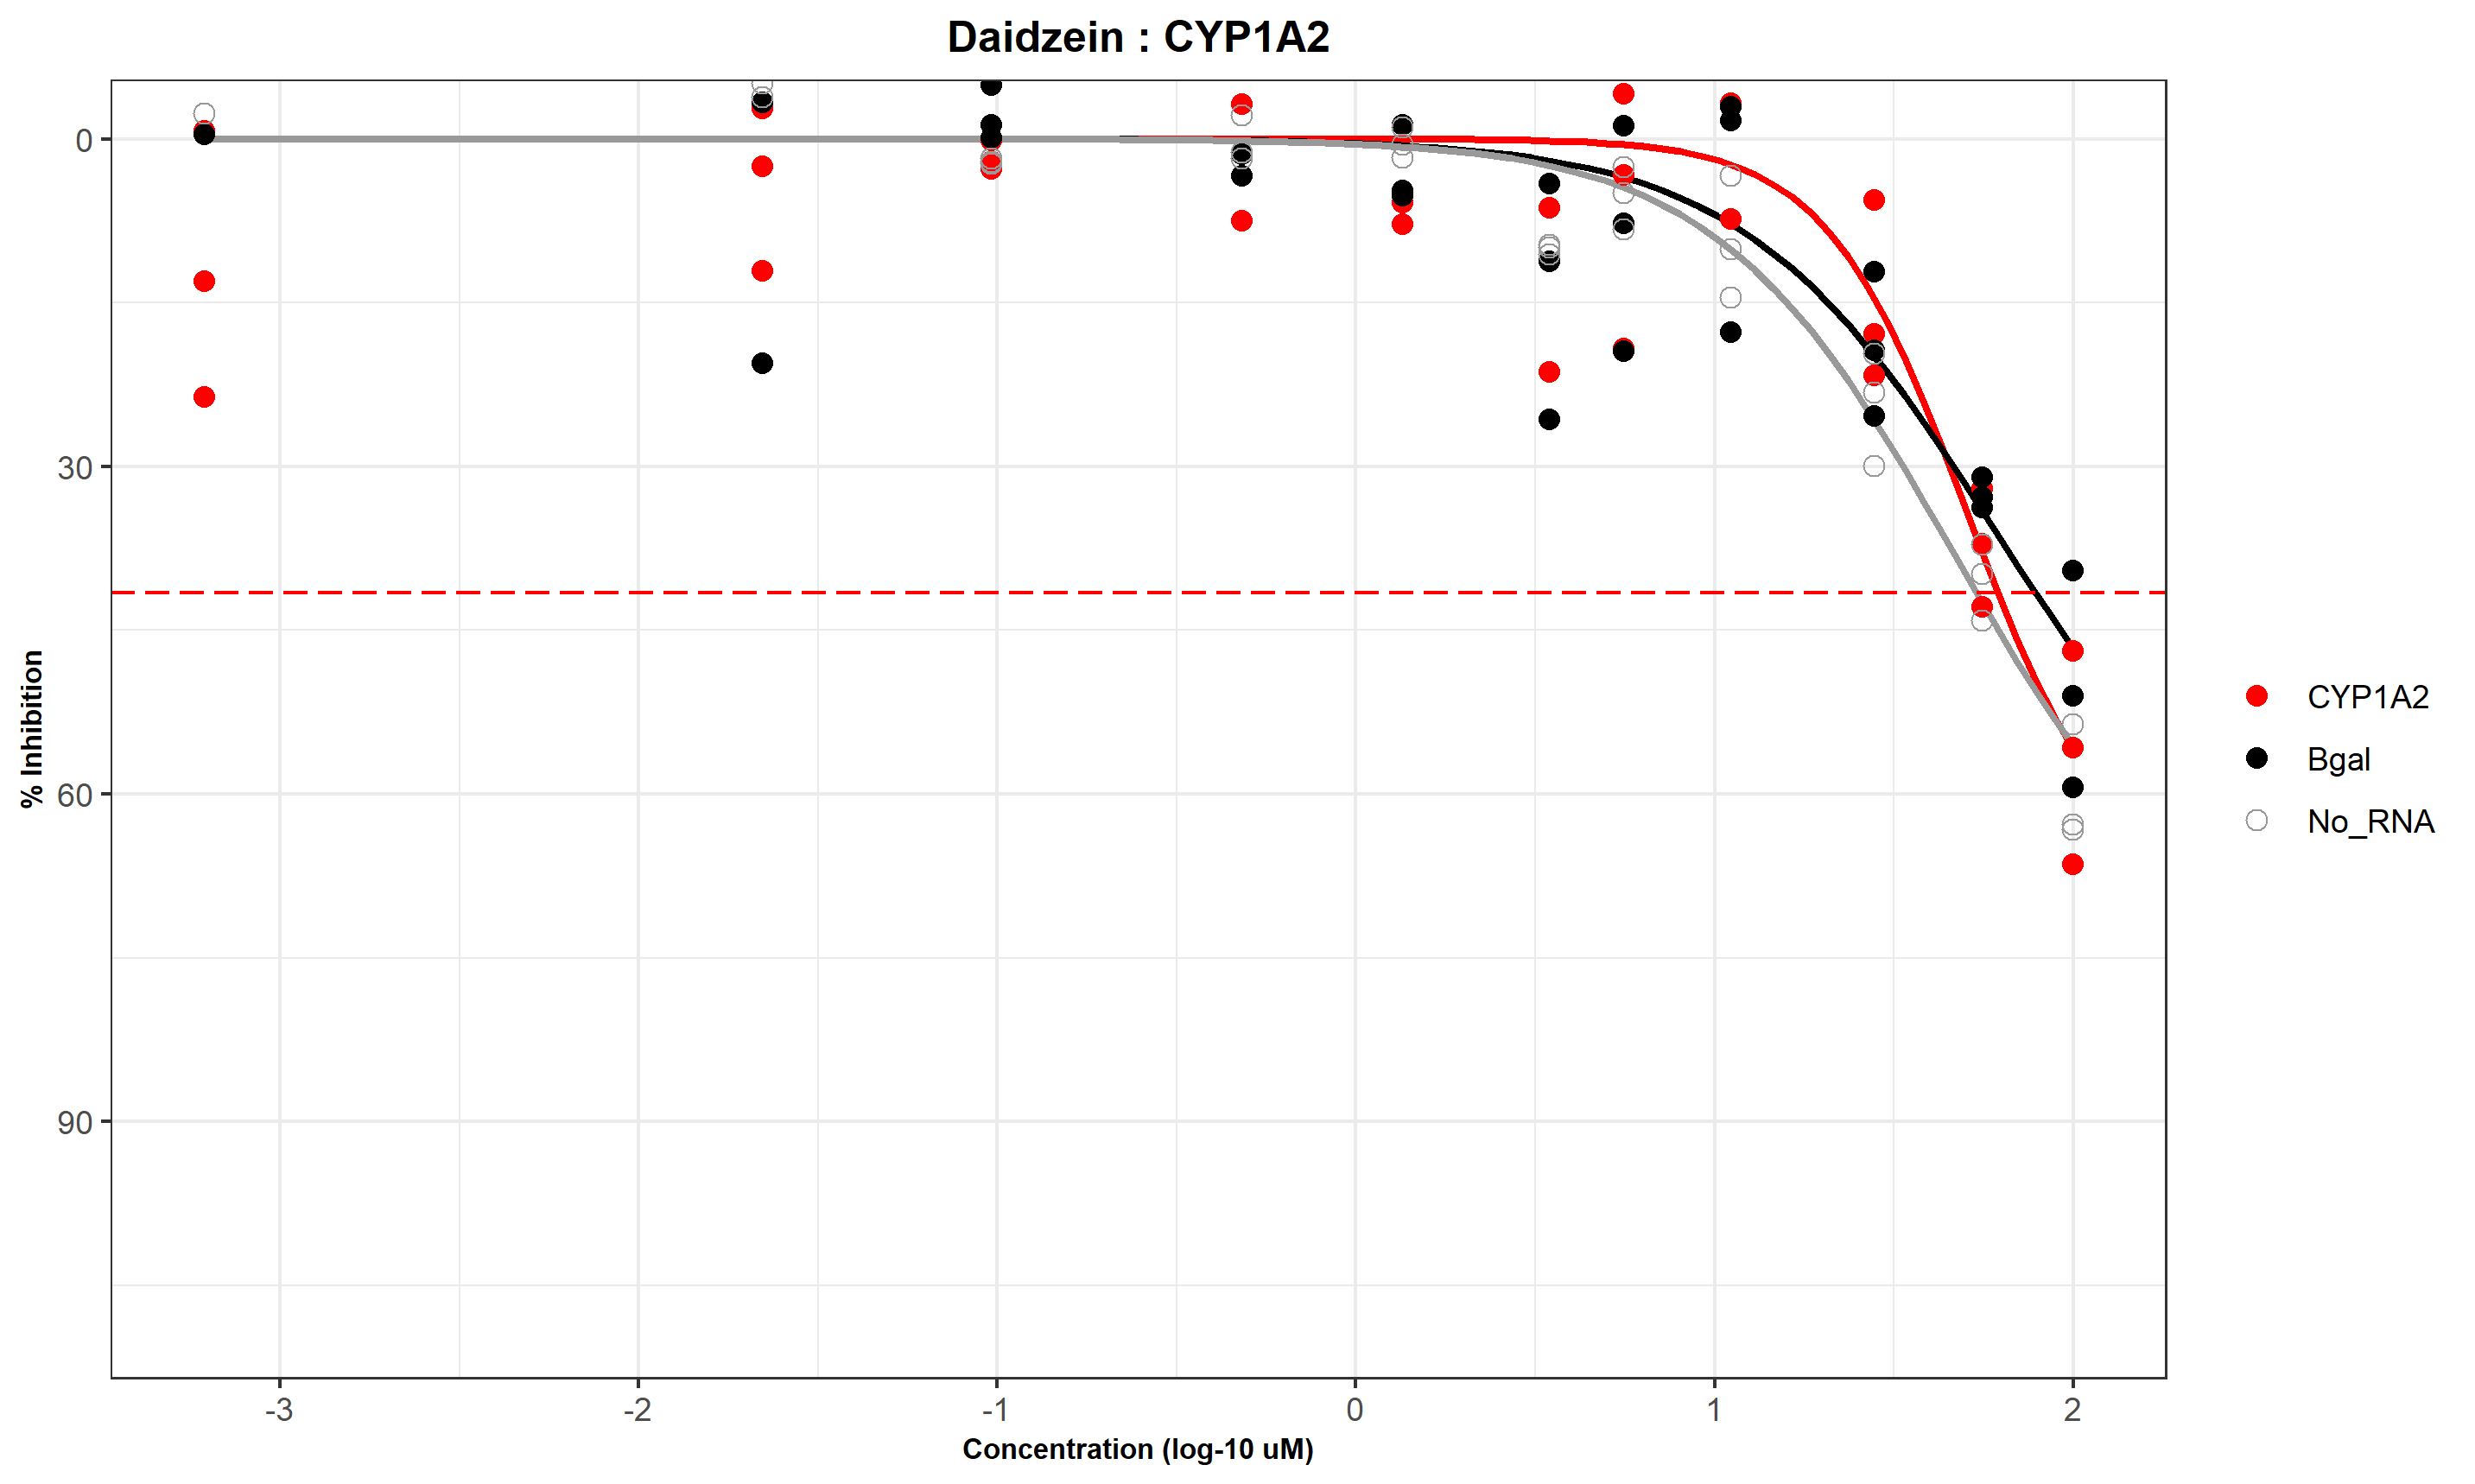 Daidzein : CYP1A2
% Inhibition
0
30
60
90
-3
-2
-1
0
1
2
Concentration (log-10 uM)
CYP1A2
Bgal
No_RNA